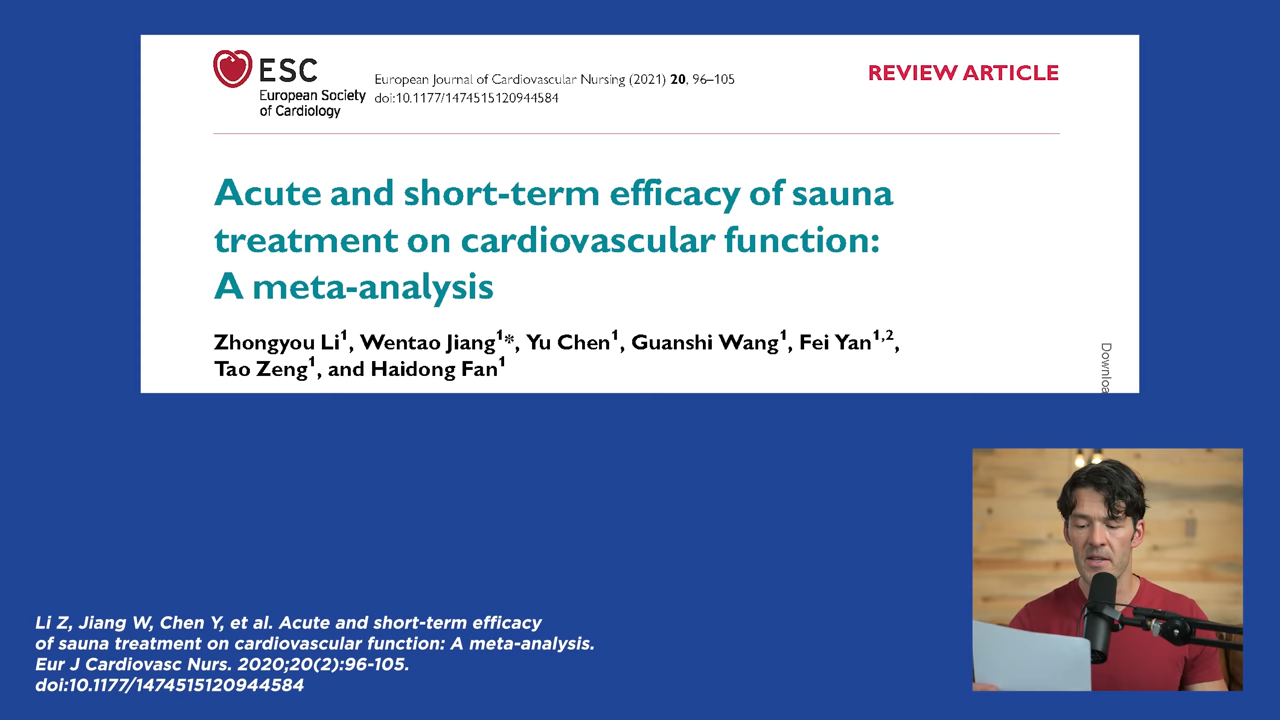 ESC
European Society
of Cardiology
European Journal of Cardiovascular Nursing (2021) 20, 96–105
doi:10.1177/1474515120944584
REVIEW ARTICLE
Acute and short-term efficacy of sauna
treatment on cardiovascular function:
A meta-analysis
Zhongyou Li1, Wentao Jiang1*, Yu Chen1, Guanshi Wang1, Fei Yan1,2,
Tao Zeng1, and Haidong Fan1
Li Z, Jiang W, Chen Y, et al. Acute and short-term efficacy
of sauna treatment on cardiovascular function: A meta-analysis.
Eur J Cardiovasc Nurs. 2020;20(2):96-105.
doi:10.1177/1474515120944584